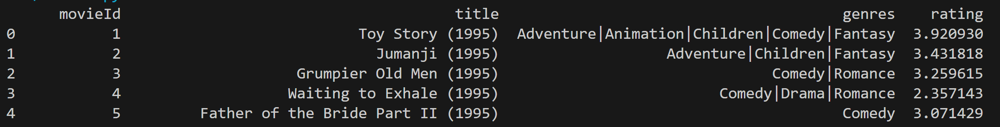 movieId title genres rating
0 1 Toy Story (1995) Adventure|Animation|Children|Comedy|Fantasy 3.920930
1 2 Jumanji (1995) Adventure|Children|Fantasy 3.431818
2 3 Grumpier Old Men (1995) Comedy|Romance 3.259615
3 4 Waiting to Exhale (1995) Comedy|Drama|Romance 2.357143
4 5 Father of the Bride Part II (1995) Comedy 3.071429